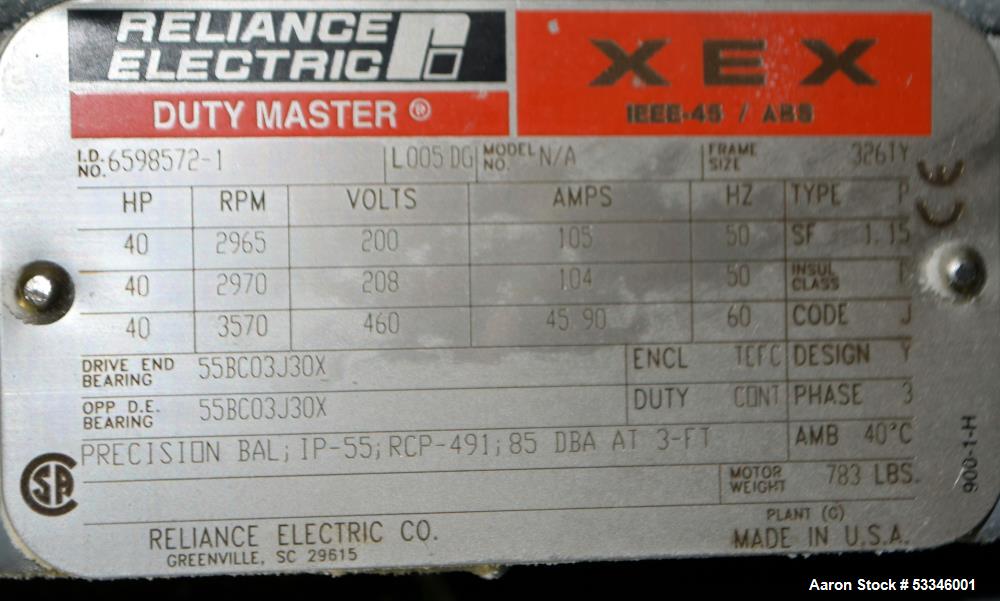 RELIANCE
ELECTRIC
DUTY MASTER ®
XEX
IEEE-45 / ABS
I.D. NO. 6598572-1 L005 DG MODEL NO. N/A FRAME SIZE 326TY
HP RPM VOLTS AMPS HZ TYPE P
40 2965 200 105 50 SF 1.15
40 2970 208 104 50 INSUL CLASS
40 3570 460 45.90 60 CODE J
DRIVE END BEARING 55BC03J30X ENCL TEFC DESIGN Y
OPP D.E. BEARING 55BC03J30X DUTY CONT PHASE 3
PRECISION BAL; IP-55; RCP-491; 85 DBA AT 3-FT AMB 40°C
MOTOR WEIGHT 783 LBS.
CE
SA
900-1-H
RELIANCE ELECTRIC CO.
GREENVILLE, SC 29615
PLANT (C)
MADE IN U.S.A.
Aaron Stock # 53346001